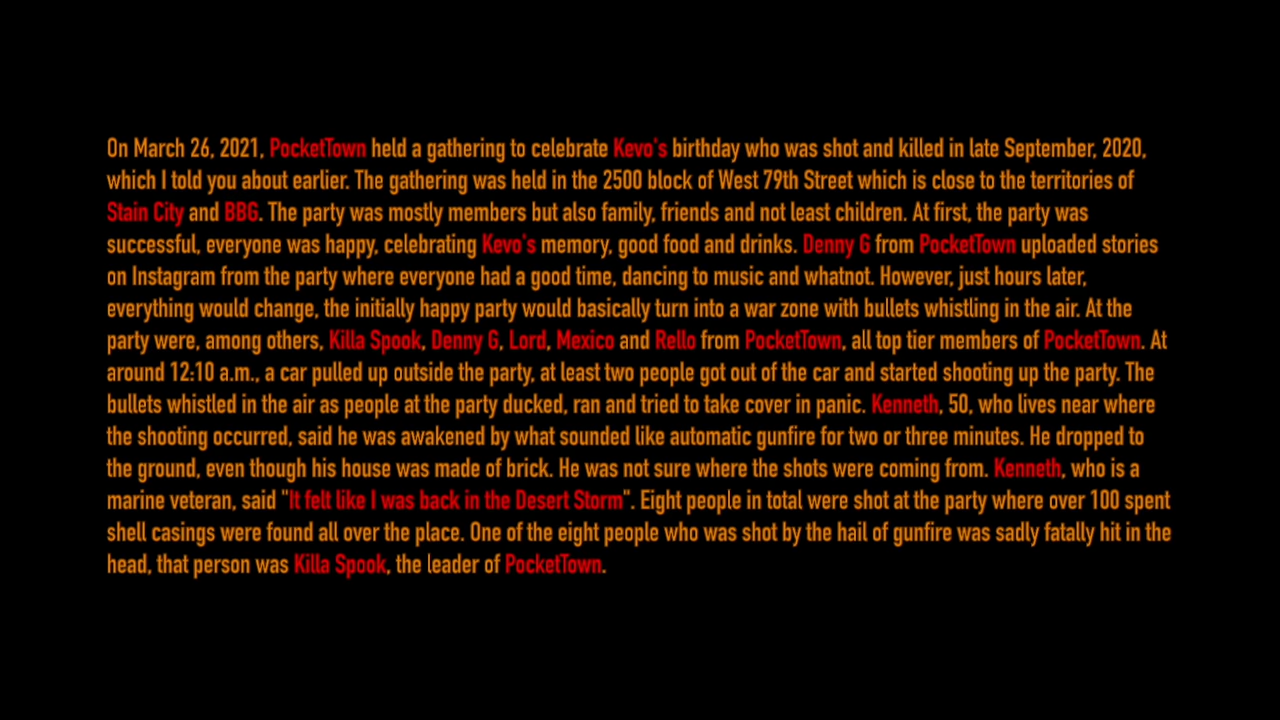 On March 26, 2021, PocketTown held a gathering to celebrate Kevo's birthday who was shot and killed in late September, 2020,
which I told you about earlier. The gathering was held in the 2500 block of West 79th Street which is close to the territories of
Stain City and BBG. The party was mostly members but also family, friends and not least children. At first, the party was
successful, everyone was happy, celebrating Kevo's memory, good food and drinks. Denny G from PocketTown uploaded stories
on Instagram from the party where everyone had a good time, dancing to music and whatnot. However, just hours later,
everything would change, the initially happy party would basically turn into a war zone with bullets whistling in the air. At the
party were, among others, Killa Spook, Denny G, Lord, Mexico and Rello from PocketTown, all top tier members of PocketTown. At
around 12:10 a.m., a car pulled up outside the party, at least two people got out of the car and started shooting up the party. The
bullets whistled in the air as people at the party ducked, ran and tried to take cover in panic. Kenneth, 50, who lives near where
the shooting occurred, said he was awakened by what sounded like automatic gunfire for two or three minutes. He dropped to
the ground, even though his house was made of brick. He was not sure where the shots were coming from. Kenneth, who is a
marine veteran, said "It felt like I was back in the Desert Storm". Eight people in total were shot at the party where over 100 spent
shell casings were found all over the place. One of the eight people who was shot by the hail of gunfire was sadly fatally hit in the
head, that person was Killa Spook, the leader of PocketTown.